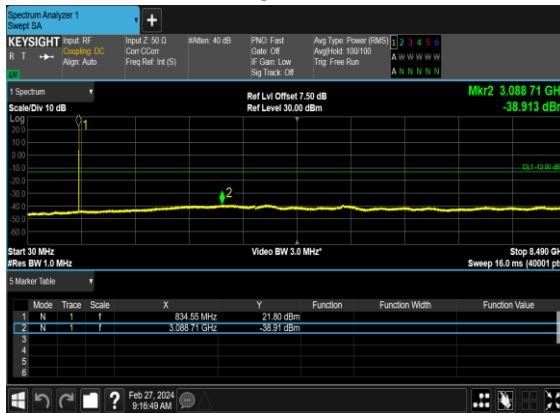 Spectrum Analyzer 1
Swept SA
KEYSIGHT Input: RF Input Z: 50 Ω #Atten: 40 dB PNO: Fast Avg Type: Power (RMS) 1 2 3 4 5 6
R T Coupling: DC Corr CCorr Gate: Off Avg|Hold: 100/100 A W W W W W
Align: Auto Freq Ref: Int (S) IF Gain: Low Trig: Free Run
LXI Sig Track: Off A N N N N N
1 Spectrum Ref Lvl Offset 7.50 dB Mkr2 3.088 71 GH
Scale/Div 10 dB Ref Level 30.00 dBm -38.913 dBr
Log
20.0 1
10.0
0.00
-10.0 DL1 -13.00 dB
-20.0
-30.0 2
-40.0
-50.0
-60.0
Start 30 MHz Video BW 3.0 MHz* Stop 8.490 GH
#Res BW 1.0 MHz Sweep 16.0 ms (40001 pt
5 Marker Table
Mode Trace Scale X Y Function Function Width Function Value
1 N 1 f 834.55 MHz 21.80 dBm
2 N 1 f 3.088 71 GHz -38.91 dBm
3
4
5
6
? Feb 27, 2024
9:16:49 AM